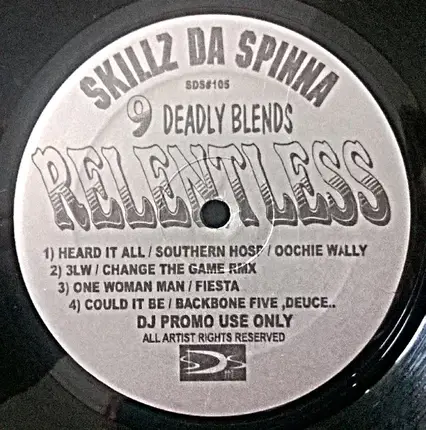 SKILLZ DA SPINNA
SDS#105
9 DEADLY BLENDS
RELENTLESS
1) HEARD IT ALL / SOUTHERN HOSP / OOCHIE WALLY
2) 3LW / CHANGE THE GAME RMX
3) ONE WOMAN MAN / FIESTA
4) COULD IT BE / BACKBONE FIVE ,DEUCE..
DJ PROMO USE ONLY
ALL ARTIST RIGHTS RESERVED
SDS